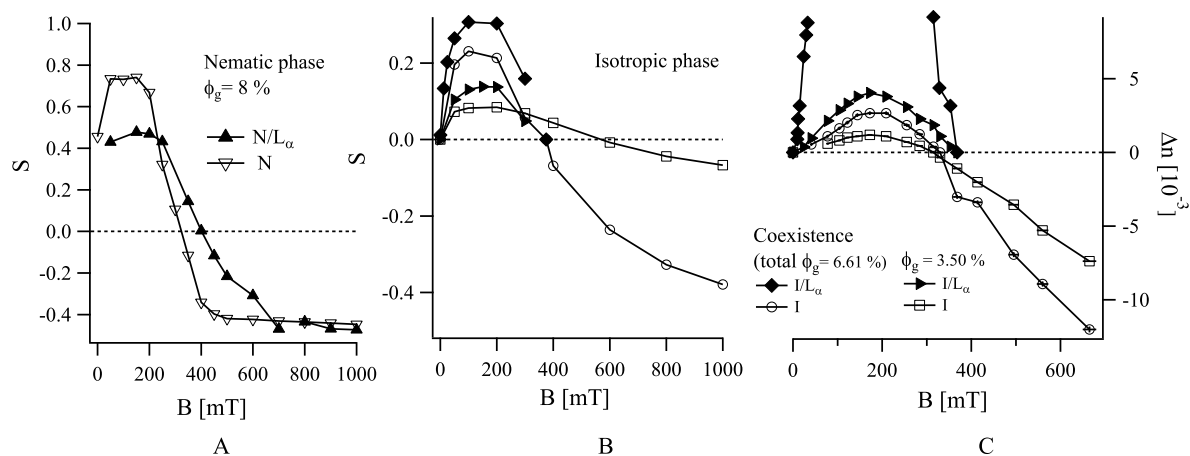 1.0
0.8
0.6
0.4
0.2
0.0
-0.2
-0.4
S
Nematic phase
ϕg= 8 %
N/Lα
N
0 200 400 600 800 1000
B [mT]
A
0.2
0.0
-0.2
-0.4
S
Isotropic phase
0 200 400 600 800 1000
B [mT]
B
5
0
-5
-10
Δn [10-3]
Coexistence
(total ϕg= 6.61 %) ϕg= 3.50 %
I/Lα I/Lα
I I
0 200 400 600
B [mT]
C